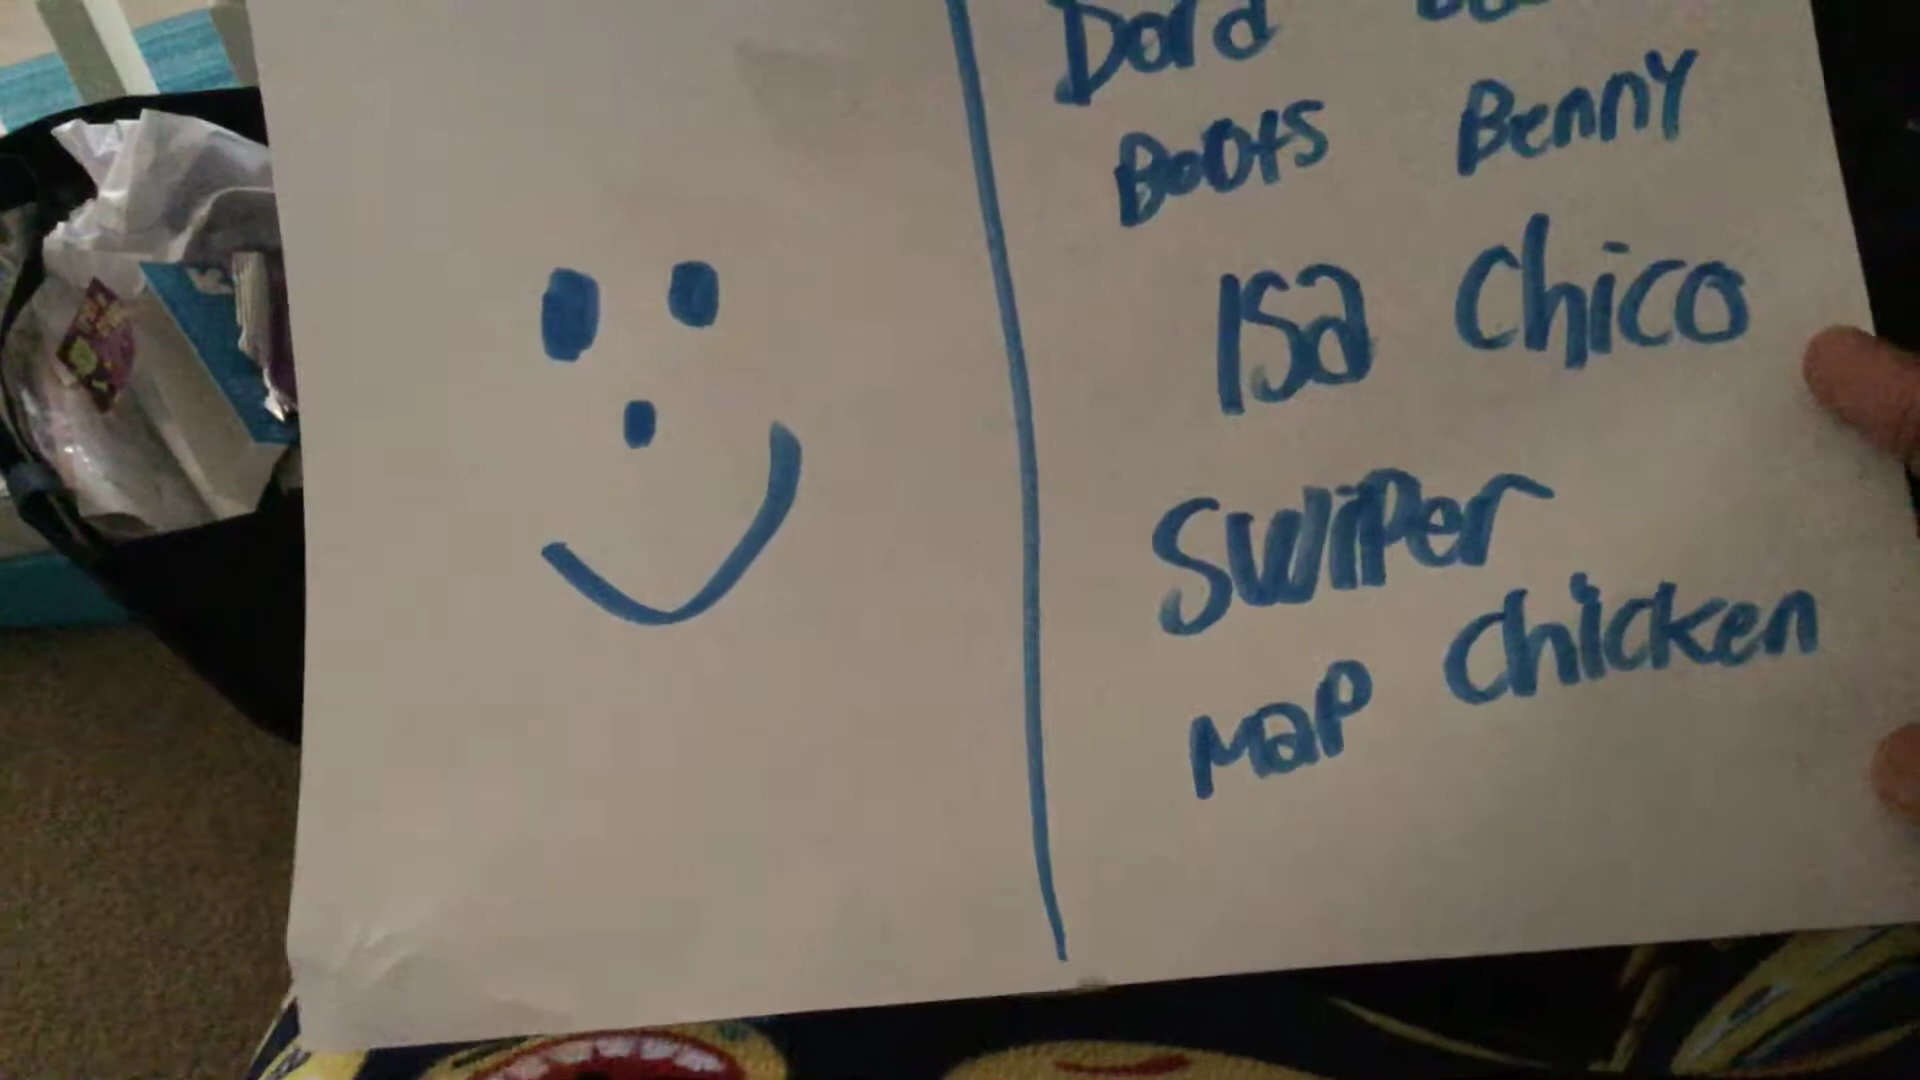 Dora
Boots Benny
Isa Chico
Swiper
Map Chicken